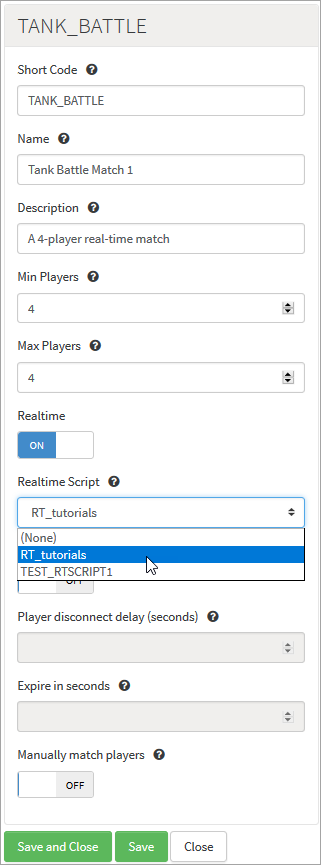 TANK_BATTLE
Short Code
TANK_BATTLE
Name
Tank Battle Match 1
Description
A 4-player real-time match
Min Players
4
Max Players
4
Realtime
ON
Realtime Script
RT_tutorials
(None)
RT_tutorials
TEST_RTSCRIPT1
OFF
Player disconnect delay (seconds)
Expire in seconds
Manually match players
OFF
Save and Close Save Close